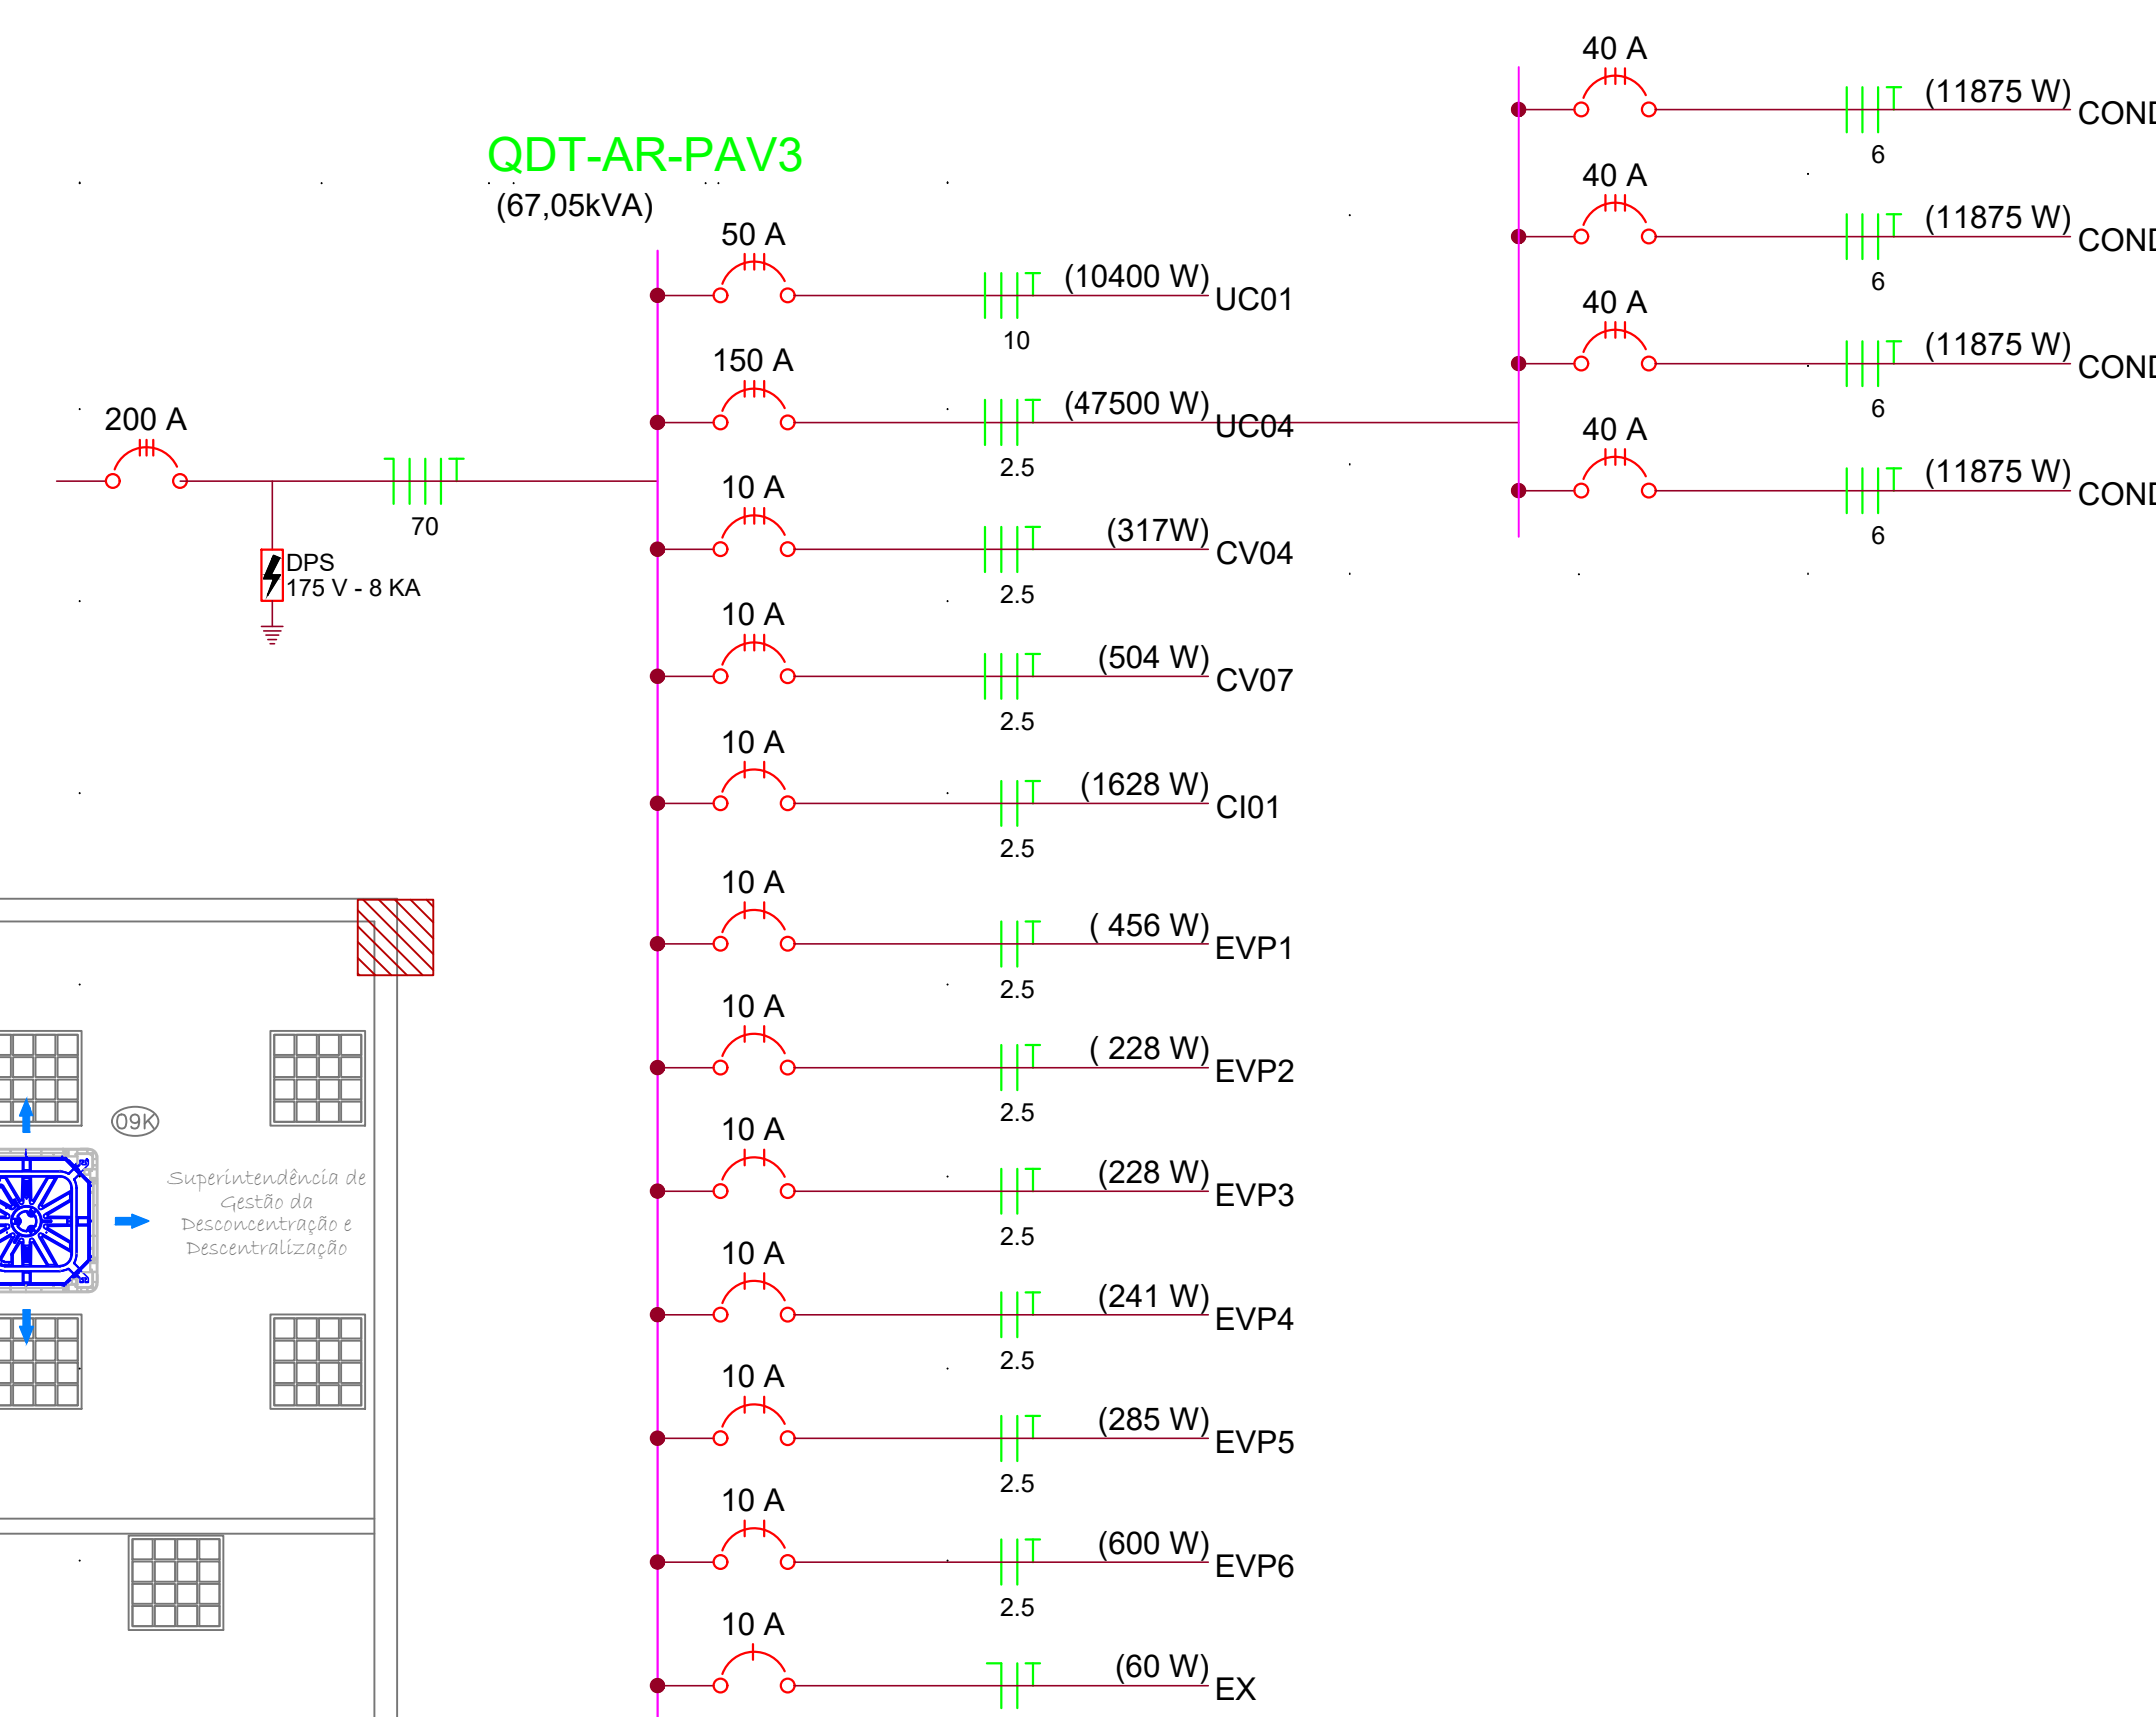 QDT-AR-PAV3
(67,05kVA)
200 A
70
DPS
175 V - 8 KA
50 A
(10400 W)
UC01
10
150 A
(47500 W)
UC04
2.5
10 A
(317W)
CV04
2.5
10 A
(504 W)
CV07
2.5
10 A
(1628 W)
CI01
2.5
10 A
( 456 W)
EVP1
2.5
10 A
( 228 W)
EVP2
2.5
10 A
(228 W)
EVP3
2.5
10 A
(241 W)
EVP4
2.5
10 A
(285 W)
EVP5
2.5
10 A
(600 W)
EVP6
2.5
10 A
(60 W)
EX
40 A
(11875 W)
6
40 A
(11875 W)
6
40 A
(11875 W)
6
40 A
(11875 W)
6
09K
Superintendência de
Gestão da
Desconcentração e
Descentralização